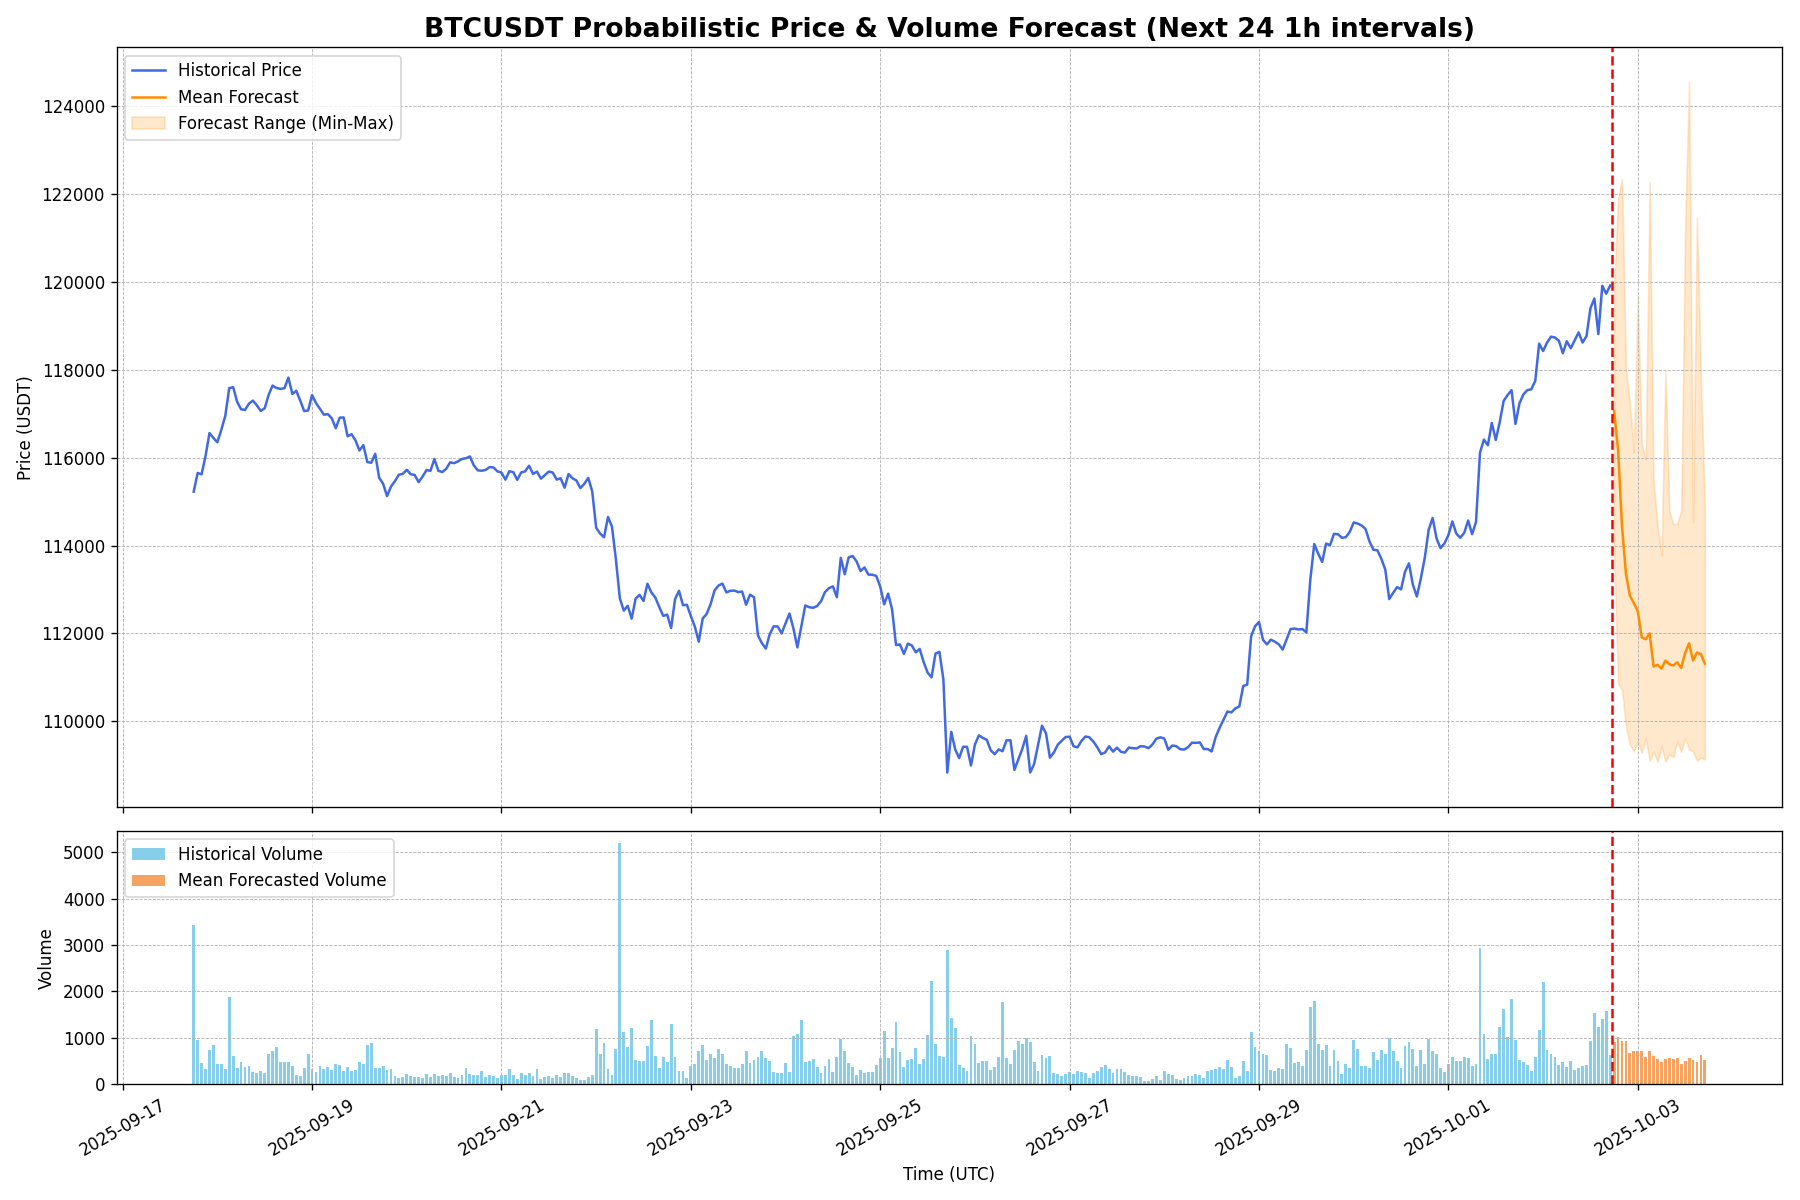 BTCUSDT Probabilistic Price & Volume Forecast (Next 24 1h intervals)
Historical Price
Mean Forecast
Forecast Range (Min-Max)
124000
122000
120000
118000
116000
114000
112000
110000
Price (USDT)
Historical Volume
Mean Forecasted Volume
5000
4000
3000
2000
1000
0
Volume
2025-09-17
2025-09-19
2025-09-21
2025-09-23
2025-09-25
2025-09-27
2025-09-29
2025-10-01
2025-10-03
Time (UTC)